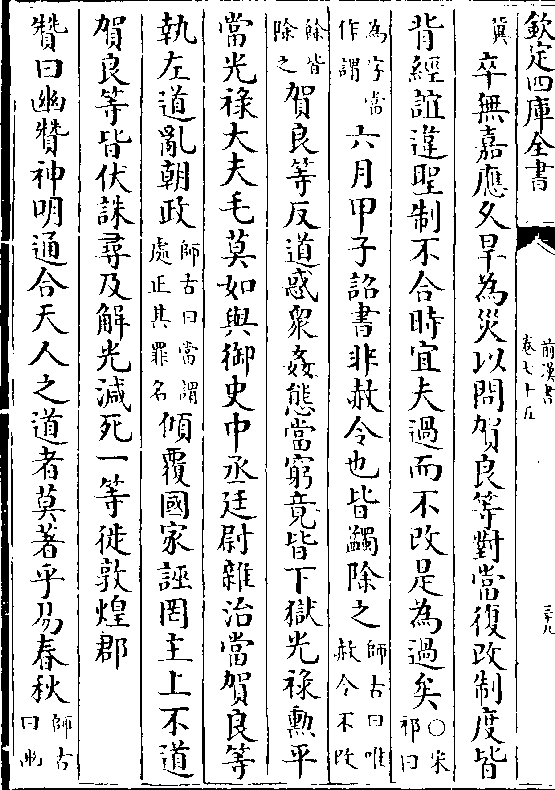 欽定四庫全書
前漢書
卷七十五
三十九
冀
卒無嘉應久旱為災以問賀良等對當復改制度皆
背經誼違聖制不合時宜夫過而不改是為過矣
○宋
祁曰
為字當
作謂
六月甲子詔書非赦令也皆蠲除之
師古曰唯
赦令不改
餘皆
除之
賀良等反道惑衆姦態當窮竟皆下獄光祿勲平
當光祿大夫毛莫如與御史中丞廷尉雜治當賀良等
執左道亂朝政
師古曰當謂
處正其罪名
傾覆國家誣罔主上不道
賀良等皆伏誅尋及解光減死一等徙敦煌郡
贊曰幽贊神明通合天人之道者莫著乎易春秋
師古
曰幽